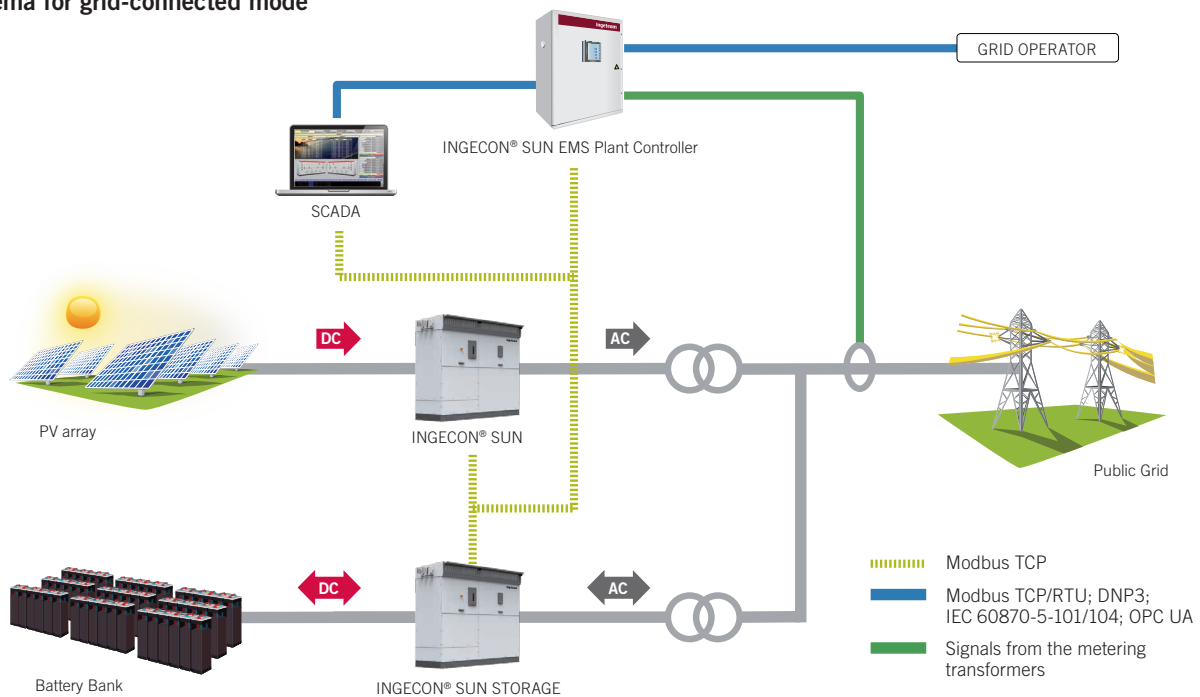 ema for grid-connected mode
ingeteam
GRID OPERATOR
INGECON® SUN EMS Plant Controller
SCADA
DC
AC
PV array
INGECON® SUN
Public Grid
DC
AC
Battery Bank
INGECON® SUN STORAGE
Modbus TCP
Modbus TCP/RTU; DNP3;
IEC 60870-5-101/104; OPC UA
Signals from the metering
transformers